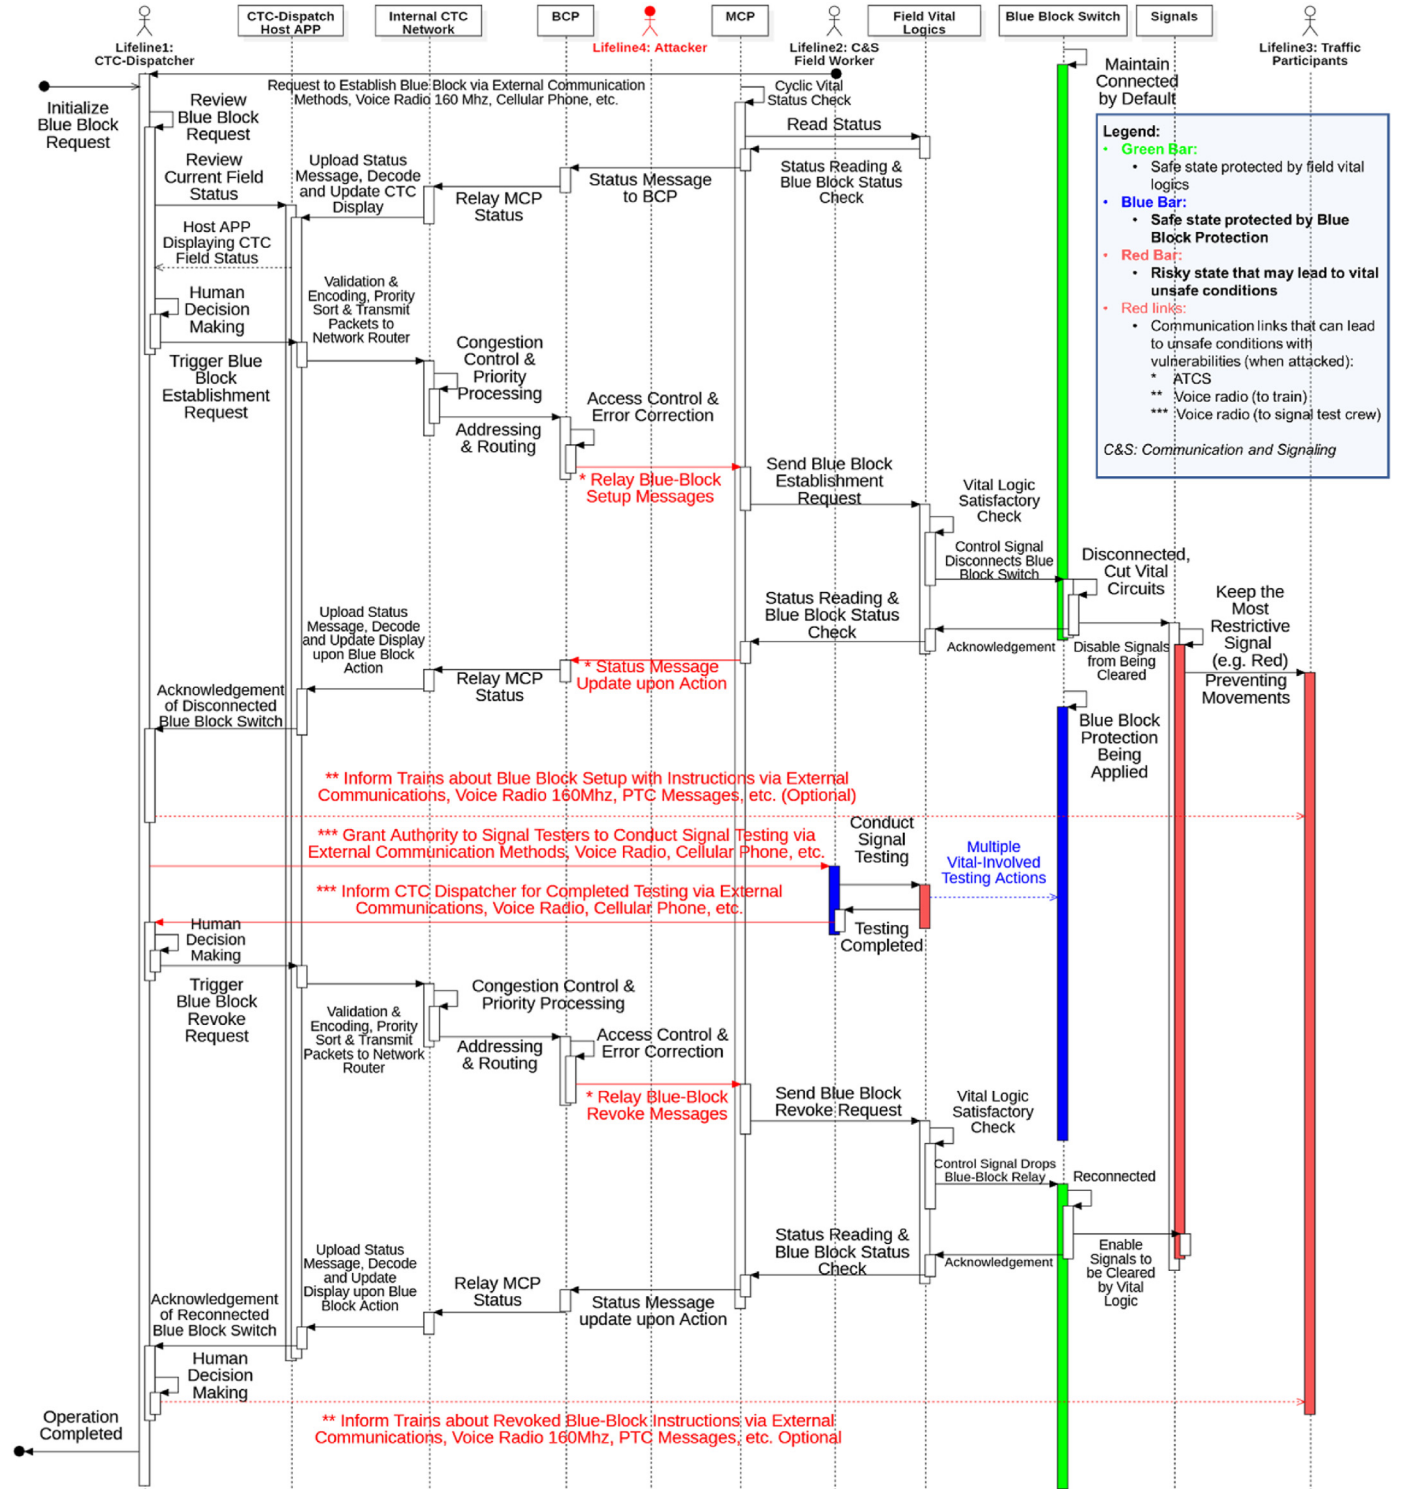 CTC-Dispatch
Host APP
Internal CTC
Network
BCP
MCP
Field Vital
Logics
Blue Block Switch
Signals
Lifeline1:
CTC-Dispatcher
Lifeline4: Attacker
Lifeline2: C&S
Field Worker
Lifeline3: Traffic
Participants
Request to Establish Blue Block via External Communication
Methods, Voice Radio 160 Mhz, Cellular Phone, etc.
Initialize
Blue Block
Request
Review
Blue Block
Request
Cyclic Vital
Status Check
Maintain
Connected
by Default
Read Status
Review
Current Field
Status
Upload Status
Message, Decode
and Update CTC
Display
Relay MCP
Status
Status Message
to BCP
Status Reading &
Blue Block Status
Check
Legend:
• Green Bar:
• Safe state protected by field vital
logics
• Blue Bar:
• Safe state protected by Blue
Block Protection
• Red Bar:
• Risky state that may lead to vital
unsafe conditions
• Red links:
• Communication links that can lead
to unsafe conditions with
vulnerabilities (when attacked):
* ATCS
** Voice radio (to train)
*** Voice radio (to signal test crew)
C&S: Communication and Signaling
Host APP
Displaying CTC
Field Status
Human
Decision
Making
Validation &
Encoding, Prority
Sort & Transmit
Packets to
Network Router
Trigger Blue
Block
Establishment
Request
Congestion
Control &
Priority
Processing
Addressing
& Routing
Access Control &
Error Correction
* Relay Blue-Block
Setup Messages
Send Blue Block
Establishment
Request
Vital Logic
Satisfactory
Check
Control Signal
Disconnects Blue
Block Switch
Disconnected,
Cut Vital
Circuits
Keep the
Most
Restrictive
Signal
(e.g. Red)
Preventing
Movements
Status Reading &
Blue Block Status
Check
Acknowledgement
Disable Signals
from Being
Cleared
Upload Status
Message, Decode
and Update Display
upon Blue Block
Action
Relay MCP
Status
* Status Message
Update upon Action
Acknowledgement
of Disconnected
Blue Block Switch
Blue Block
Protection
Being
Applied
** Inform Trains about Blue Block Setup with Instructions via External
Communications, Voice Radio 160Mhz, PTC Messages, etc. (Optional)
*** Grant Authority to Signal Testers to Conduct Signal Testing via
External Communication Methods, Voice Radio, Cellular Phone, etc.
Conduct
Signal
Testing
Multiple
Vital-Involved
Testing Actions
*** Inform CTC Dispatcher for Completed Testing via External
Communications, Voice Radio, Cellular Phone, etc.
Testing
Completed
Human
Decision
Making
Trigger
Blue Block
Revoke
Request
Validation &
Encoding, Prority
Sort & Transmit
Packets to Network
Router
Congestion Control &
Priority Processing
Addressing
& Routing
Access Control &
Error Correction
* Relay Blue-Block
Revoke Messages
Send Blue Block
Revoke Request
Vital Logic
Satisfactory
Check
Control Signal Drops
Blue-Block Relay
Reconnected
Enable
Signals to
be Cleared
by Vital
Logic
Acknowledgement
Status Reading &
Blue Block Status
Check
Status Message
update upon Action
Relay MCP
Status
Upload Status
Message, Decode
and Update
Display upon Blue
Block Action
Acknowledgement
of Reconnected
Blue Block Switch
Human
Decision
Making
Operation
Completed
** Inform Trains about Revoked Blue-Block Instructions via External
Communications, Voice Radio 160Mhz, PTC Messages, etc. Optional